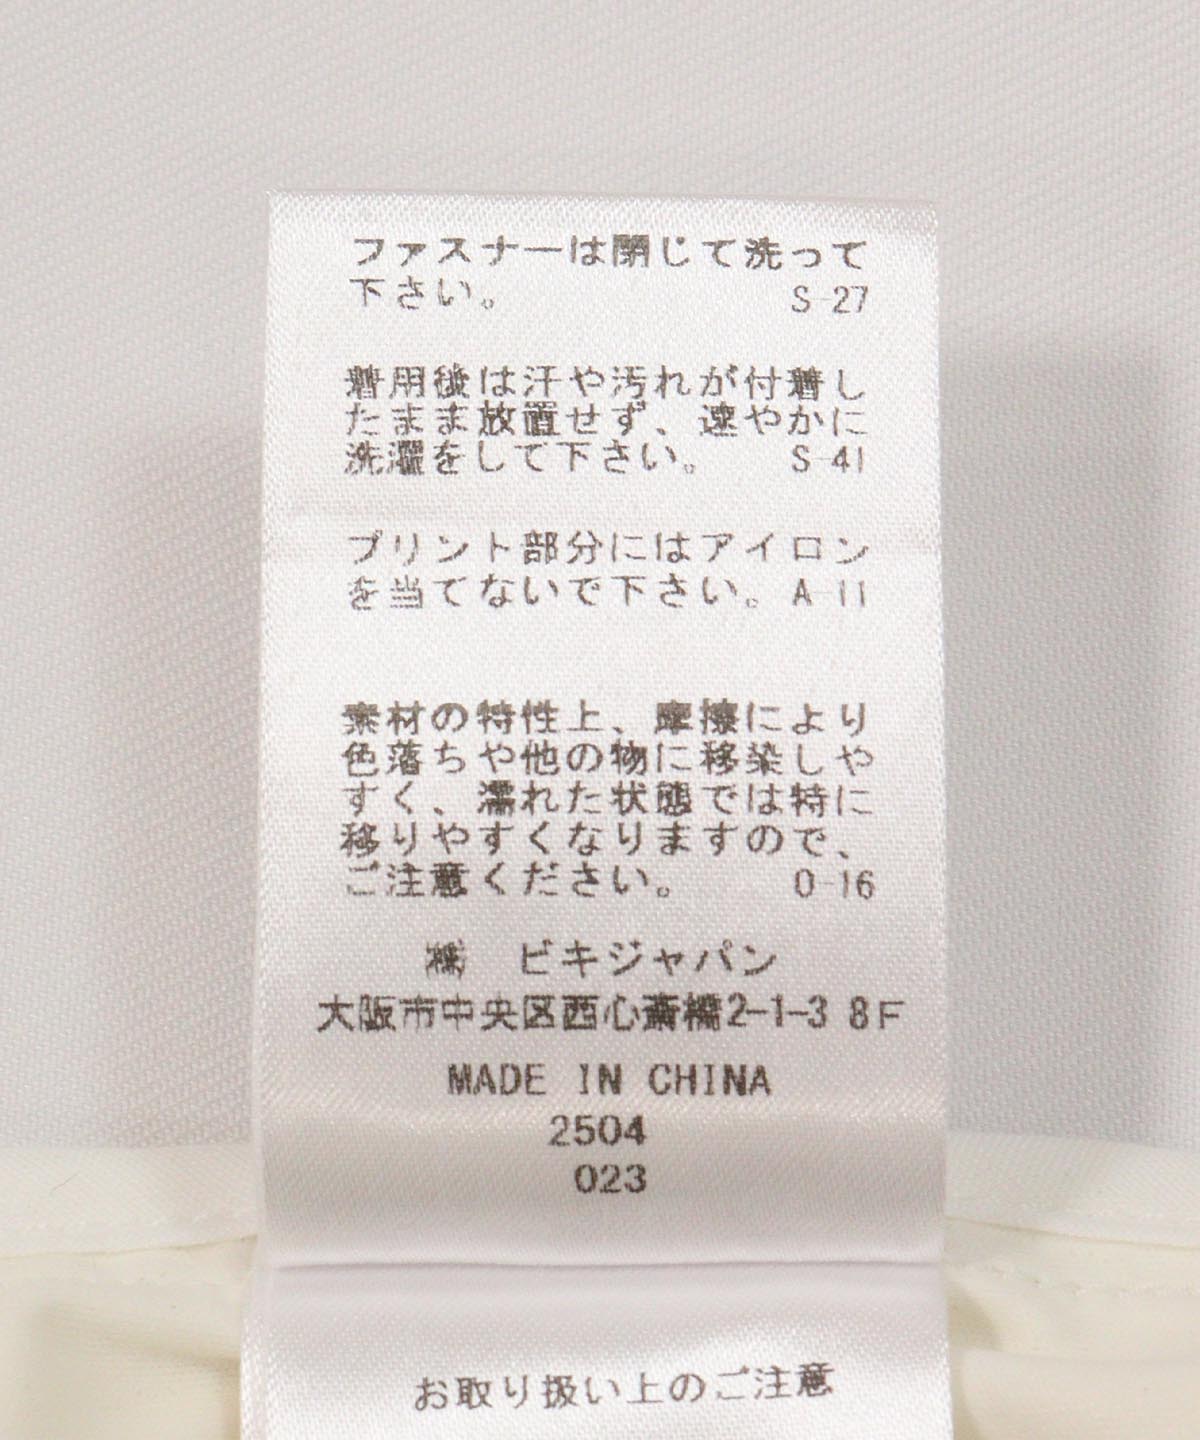 ファスナーは閉じて洗って
下さい。 S-27
着用後は汗や汚れが付着し
たまま放置せず、速やかに
洗濯をして下さい。 S-41
プリント部分にはアイロン
を当てないで下さい。 A-11
素材の特性上、摩擦により
色落ちや他の物に移染しや
すく、濡れた状態では特に
移りやすくなりますので、
ご注意ください。 O-16
㈱ ビキジャパン
大阪市中央区西心斎橋2-1-3 8F
MADE IN CHINA
2504
023
お取り扱い上のご注意